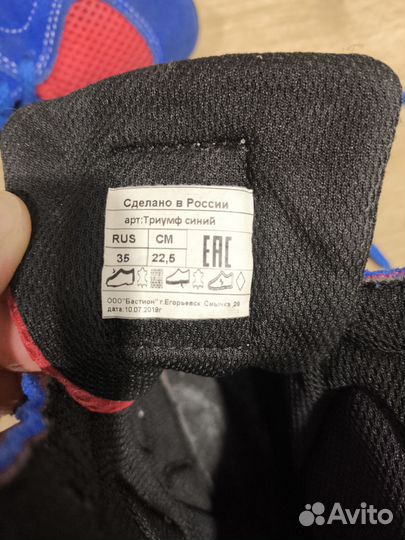 Сделано в России
арт:Триумф синий
RUS CM
35 22,5
EAC
ООО"Бастион" г.Егорьевск Смычка ,29
дата:10.07.2019г
Avito